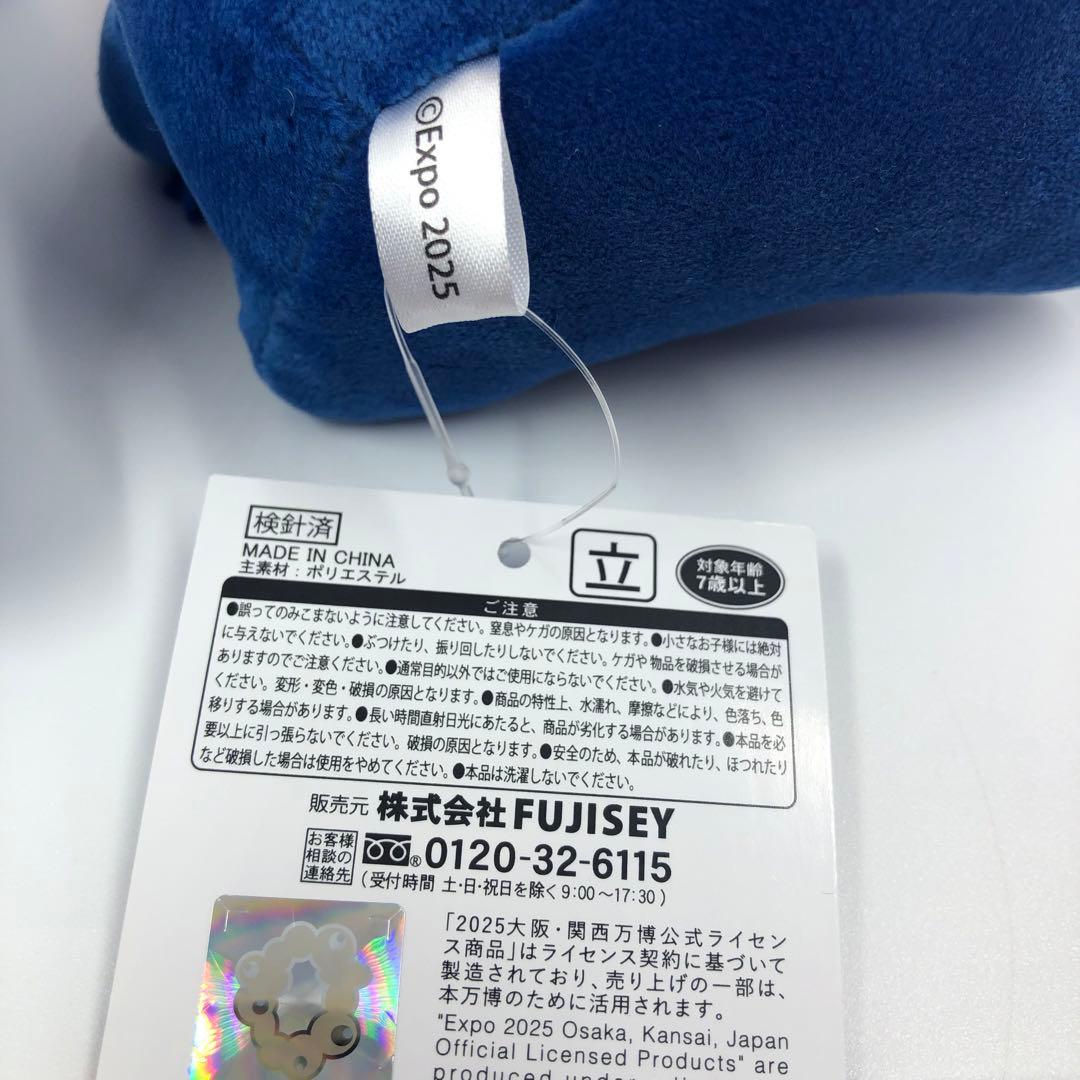 ©Expo 2025
検針済
MADE IN CHINA
主素材：ポリエステル
立
対象年齢
7歳以上
ご注意
●誤ってのみこまないように注意してください。窒息やケガの原因となります。●小さなお子様には絶対
に与えないでください。●ぶつけたり、振り回したりしないでください。ケガや物品を破損させる場合が
ありますのでご注意ください。●通常目的以外ではご使用にならないでください。●水気や火気を避けて
ください。変形・変色・破損の原因となります。●商品の特性上、水濡れ、摩擦などにより、色落ち、色
移りする場合があります。●長い時間直射日光にあたると、商品が劣化する場合があります。●本品を必
要以上に引っ張らないでください。破損の原因となります。●安全のため、本品が破れたり、ほつれたり
など破損した場合は使用をやめてください。●本品は洗濯しないでください。
販売元 株式会社FUJISEY
お客様
相談の
連絡先
® 0120-32-6115
（受付時間 土・日・祝日を除く9:00～17:30）
「2025大阪・関西万博公式ライセン
ス商品」はライセンス契約に基づいて
製造されており、売り上げの一部は、
本万博のために活用されます。
"Expo 2025 Osaka, Kansai, Japan
Official Licensed Products" are
produced under